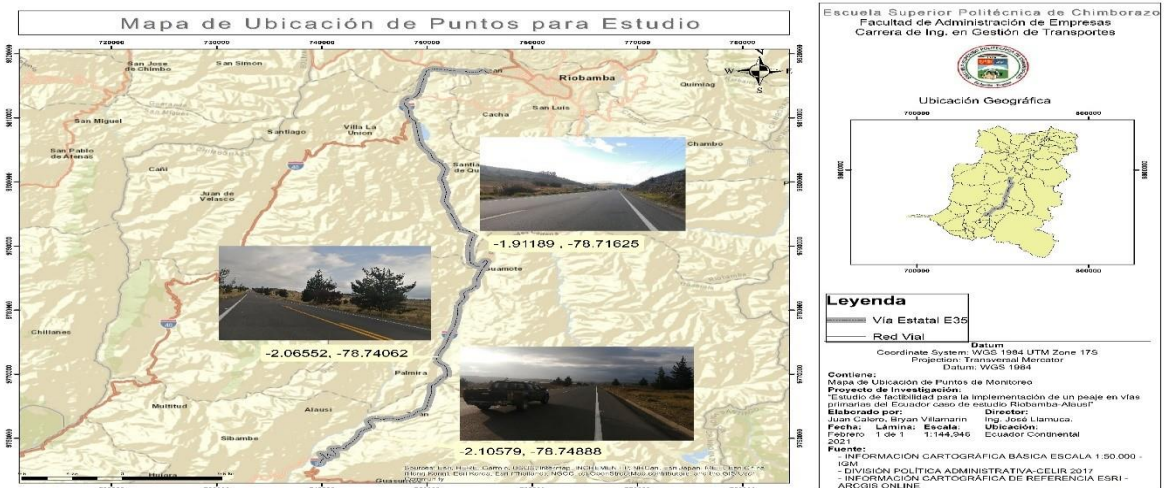 Mapa de Ubicación de Puntos para Estudio
720000 730000 740000 750000 760000 770000 780000
San Jose de Chimbo
San Simón
Riobamba
Quimiag
San Luis
Cacha
San Miguel
Villa La Union
Santiago
Chambo
San Pablo de Atenas
Cañi
Juan de Velasco
-1.91189 , -78.71625
Guamote
Chillanes
-2.06552, -78.74062
Palmira
Multitud
Alausi
Sibambe
-2.10579, -78.74888
Huigra
W
E
S
Escuela Superior Politécnica de Chimborazo
Facultad de Administración de Empresas
Carrera de Ing. en Gestión de Transportes
Ubicación Geográfica
700000 800000
700000 800000
Leyenda
Vía Estatal E35
Red Vial
Datum
Coordinate System: WGS 1984 UTM Zone 17S
Projection: Transversal Mercator
Datum: WGS 1984
Contiene:
Mapa de Ubicación de Puntos de Monitoreo
Proyecto de Investigación:
"Estudio de factibilidad para la implementación de un peaje en vías
primarias del Ecuador caso de estudio Riobamba-Alausí"
Elaborado por: Director:
Juan Calero, Bryan Villamarin Ing. José Llamuca.
Fecha: Lámina: Escala: Ubicación:
Febrero 1 de 1 1:144,946 Ecuador Continental
2021
Fuente:
- INFORMACIÓN CARTOGRÁFICA BÁSICA ESCALA 1:50.000 -
IGM
- DIVISIÓN POLÍTICA ADMINISTRATIVA-CELIR 2017
- INFORMACIÓN CARTOGRÁFICA DE REFERENCIA ESRI -
ARCGIS ONLINE